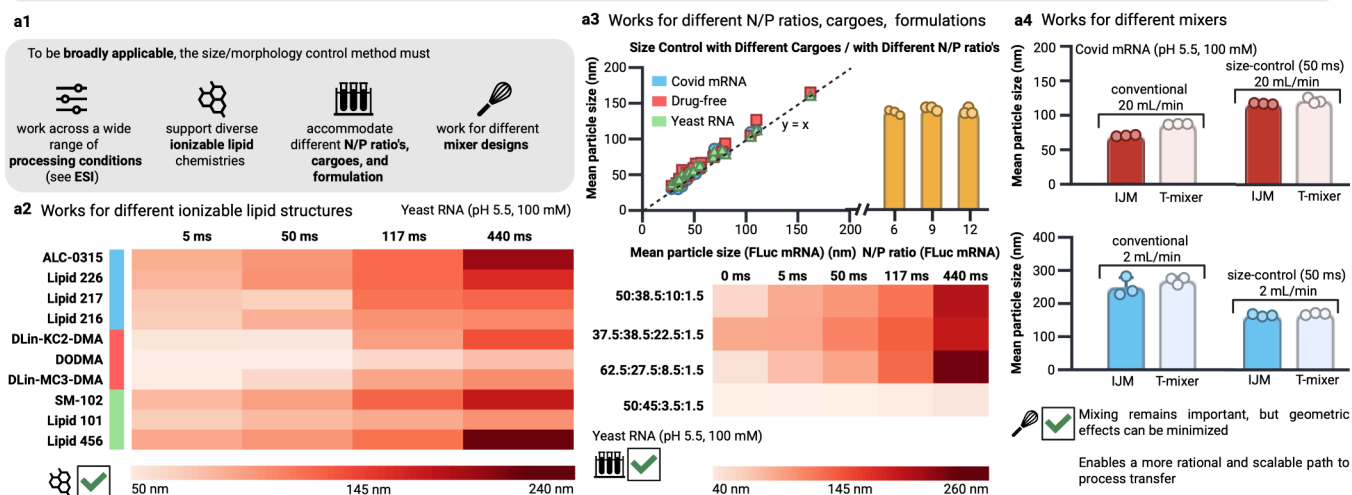 a1
To be broadly applicable, the size/morphology control method must
work across a wide
range of
processing conditions
(see ESI)
support diverse
ionizable lipid
chemistries
accommodate
different N/P ratio's,
cargoes, and
formulation
work for different
mixer designs
a2 Works for different ionizable lipid structures
Yeast RNA (pH 5.5, 100 mM)
5 ms 50 ms 117 ms 440 ms
ALC-0315
Lipid 226
Lipid 217
Lipid 216
DLin-KC2-DMA
DODMA
DLin-MC3-DMA
SM-102
Lipid 101
Lipid 456
50 nm 145 nm 240 nm
a3 Works for different N/P ratios, cargoes, formulations
Size Control with Different Cargoes / with Different N/P ratio's
Mean particle size (nm)
200
150
100
50
0
Covid mRNA
Drug-free
Yeast RNA
y = x
0 50 100 150 200 6 9 12
Mean particle size (FLuc mRNA) (nm) N/P ratio (FLuc mRNA)
0 ms 5 ms 50 ms 117 ms 440 ms
50:38.5:10:1.5
37.5:38.5:22.5:1.5
62.5:27.5:8.5:1.5
50:45:3.5:1.5
Yeast RNA (pH 5.5, 100 mM)
40 nm 145 nm 260 nm
a4 Works for different mixers
Mean particle size (nm)
200
150
100
50
0
Covid mRNA (pH 5.5, 100 mM)
conventional
20 mL/min
size-control (50 ms)
20 mL/min
IJM T-mixer IJM T-mixer
Mean particle size (nm)
400
300
200
100
0
conventional
2 mL/min
size-control (50 ms)
2 mL/min
IJM T-mixer IJM T-mixer
Mixing remains important, but geometric
effects can be minimized
Enables a more rational and scalable path to
process transfer